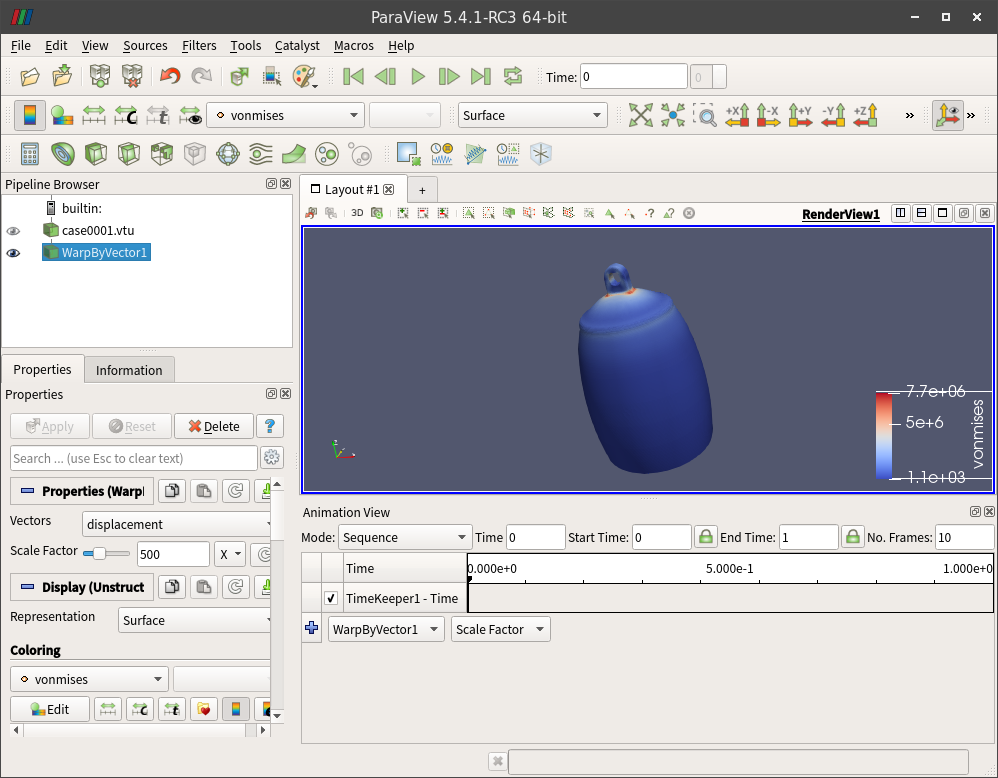 ParaView 5.4.1-RC3 64-bit
File Edit View Sources Filters Tools Catalyst Macros Help
Time: 0 0
C t vonmises Surface +X -X +Y -Y +Z »
»
Pipeline Browser
builtin:
case0001.vtu
WarpByVector1
Layout #1 +
3D RenderView1
7.7e+06
5e+6
1.1e+03
vonmises
Properties Information
Properties
Apply Reset Delete ?
Search ... (use Esc to clear text)
Properties (Warpl
Vectors displacement
Scale Factor 500 X
Display (Unstruct
Representation Surface
Coloring
vonmises
Edit C t
Animation View
Mode: Sequence Time 0 Start Time: 0 End Time: 1 No. Frames: 10
Time 0.000e+0 5.000e-1 1.000e+0
TimeKeeper1 - Time
WarpByVector1 Scale Factor